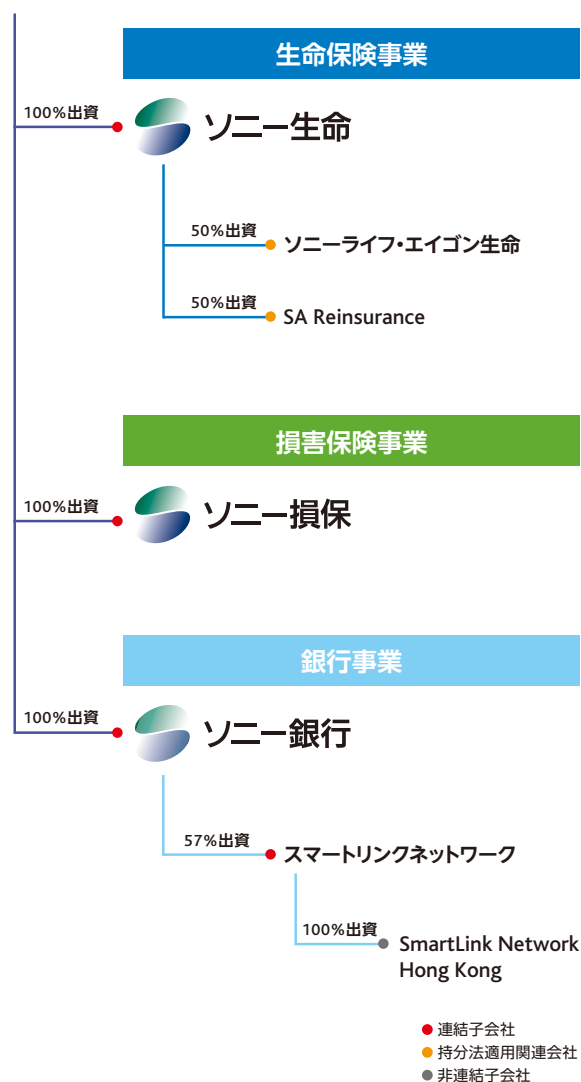 生命保険事業
100%出資
ソニー生命
50%出資
ソニーライフ・エイゴン生命
50%出資
SA Reinsurance
損害保険事業
100%出資
ソニー損保
銀行事業
100%出資
ソニー銀行
57%出資
スマートリンクネットワーク
100%出資
SmartLink Network
Hong Kong
連結子会社
持分法適用関連会社
非連結子会社